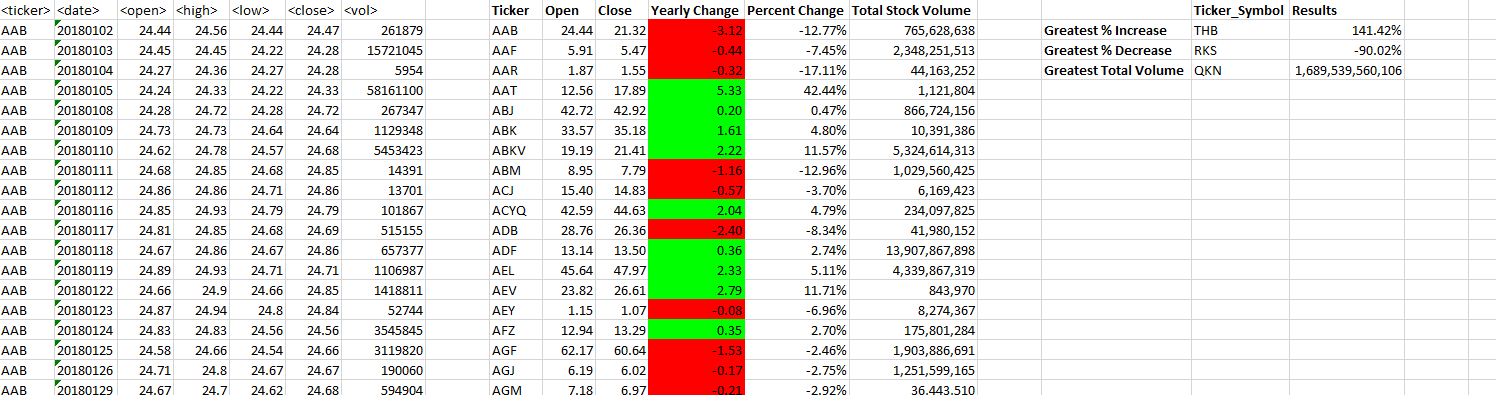 <ticker> <date> <open> <high> <low> <close> <vol> Ticker Open Close Yearly Change Percent Change Total Stock Volume Ticker_Symbol Results
AAB 20180102 24.44 24.56 24.44 24.47 261879 AAB 24.44 21.32 -3.12 -12.77% 765,628,638 Greatest % Increase THB 141.42%
AAB 20180103 24.45 24.45 24.22 24.28 15721045 AAF 5.91 5.47 -0.44 -7.45% 2,348,251,513 Greatest % Decrease RKS -90.02%
AAB 20180104 24.27 24.36 24.27 24.28 5954 AAR 1.87 1.55 -0.32 -17.11% 44,163,252 Greatest Total Volume QKN 1,689,539,560,106
AAB 20180105 24.24 24.33 24.22 24.33 58161100 AAT 12.56 17.89 5.33 42.44% 1,121,804
AAB 20180108 24.28 24.72 24.28 24.72 267347 ABJ 42.72 42.92 0.20 0.47% 866,724,156
AAB 20180109 24.73 24.73 24.64 24.64 1129348 ABK 33.57 35.18 1.61 4.80% 10,391,386
AAB 20180110 24.62 24.78 24.57 24.68 5453423 ABKV 19.19 21.41 2.22 11.57% 5,324,614,313
AAB 20180111 24.68 24.85 24.68 24.85 14391 ABM 8.95 7.79 -1.16 -12.96% 1,029,560,425
AAB 20180112 24.86 24.86 24.71 24.86 13701 ACJ 15.40 14.83 -0.57 -3.70% 6,169,423
AAB 20180116 24.85 24.93 24.79 24.79 101867 ACYQ 42.59 44.63 2.04 4.79% 234,097,825
AAB 20180117 24.81 24.85 24.68 24.69 515155 ADB 28.76 26.36 -2.40 -8.34% 41,980,152
AAB 20180118 24.67 24.86 24.67 24.86 657377 ADF 13.14 13.50 0.36 2.74% 13,907,867,898
AAB 20180119 24.89 24.93 24.71 24.71 1106987 AEL 45.64 47.97 2.33 5.11% 4,339,867,319
AAB 20180122 24.66 24.9 24.66 24.85 1418811 AEV 23.82 26.61 2.79 11.71% 843,970
AAB 20180123 24.87 24.94 24.8 24.84 52744 AEY 1.15 1.07 -0.08 -6.96% 8,274,367
AAB 20180124 24.83 24.83 24.56 24.56 3545845 AFZ 12.94 13.29 0.35 2.70% 175,801,284
AAB 20180125 24.58 24.66 24.54 24.66 3119820 AGF 62.17 60.64 -1.53 -2.46% 1,903,886,691
AAB 20180126 24.71 24.8 24.67 24.67 190060 AGJ 6.19 6.02 -0.17 -2.75% 1,251,599,165
AAB 20180129 24.67 24.7 24.62 24.68 594904 AGM 7.18 6.97 -0.21 -2.92% 36,443,510